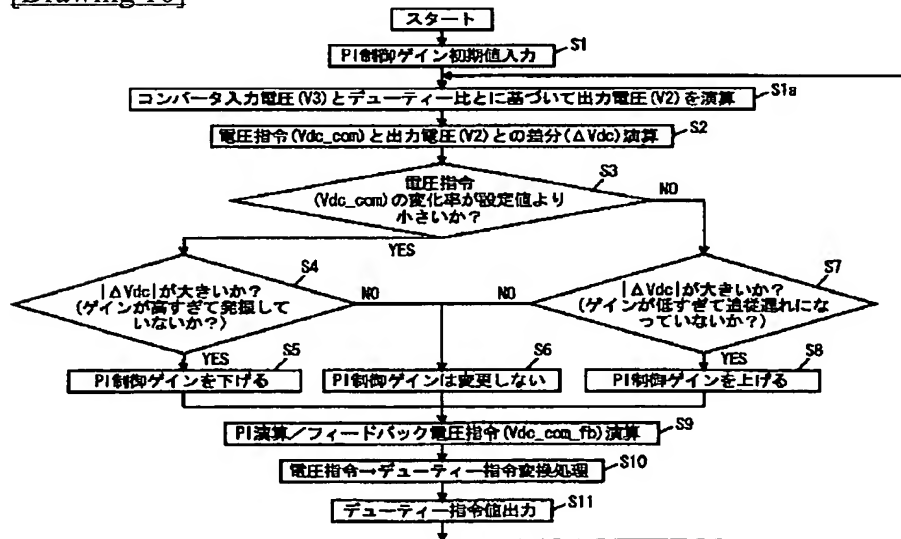 スタート
PI制御ゲイン初期値入力
S1
コンバータ入力電圧(V3)とデューティー比とに基づいて出力電圧(V2)を演算
S1a
電圧指令(Vdc_com)と出力電圧(V2)との差分(ΔVdc)演算
S2
電圧指令
(Vdc_com)の変化率が設定値より
小さいか?
S3
NO
YES
|ΔVdc|が大きいか?
(ゲインが高すぎて発振して
いないか?)
S4
NO
YES
|ΔVdc|が大きいか?
(ゲインが低すぎて追従遅れにな
っていないか?)
S7
NO
YES
PI制御ゲインを下げる
S5
PI制御ゲインは変更しない
S6
PI制御ゲインを上げる
S8
PI演算/フィードバック電圧指令(Vdc_com_fb)演算
S9
電圧指令→デューティー指令変換処理
S10
デューティー指令値出力
S11